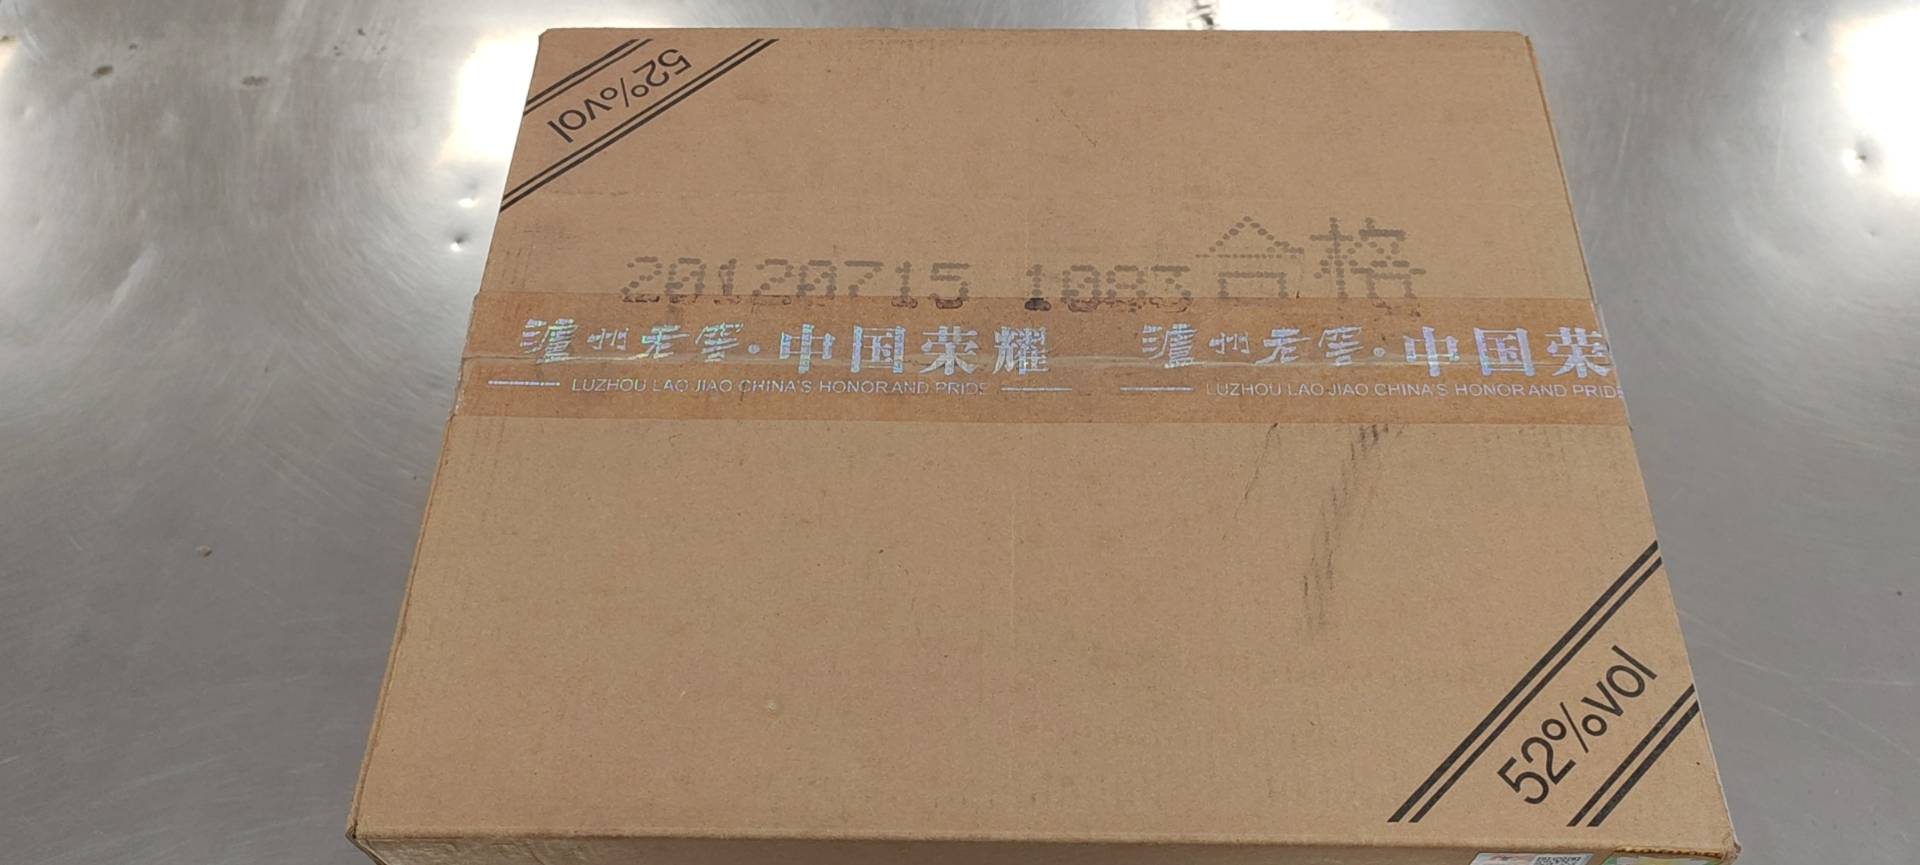 52%vol
20120715 1083合格
泸州老窖·中国荣耀 泸州老窖·中国荣
LUZHOU LAO JIAO CHINA'S HONOR AND PRIDE LUZHOU LAO JIAO CHINA'S HONOR AND PRIDE
52%vol